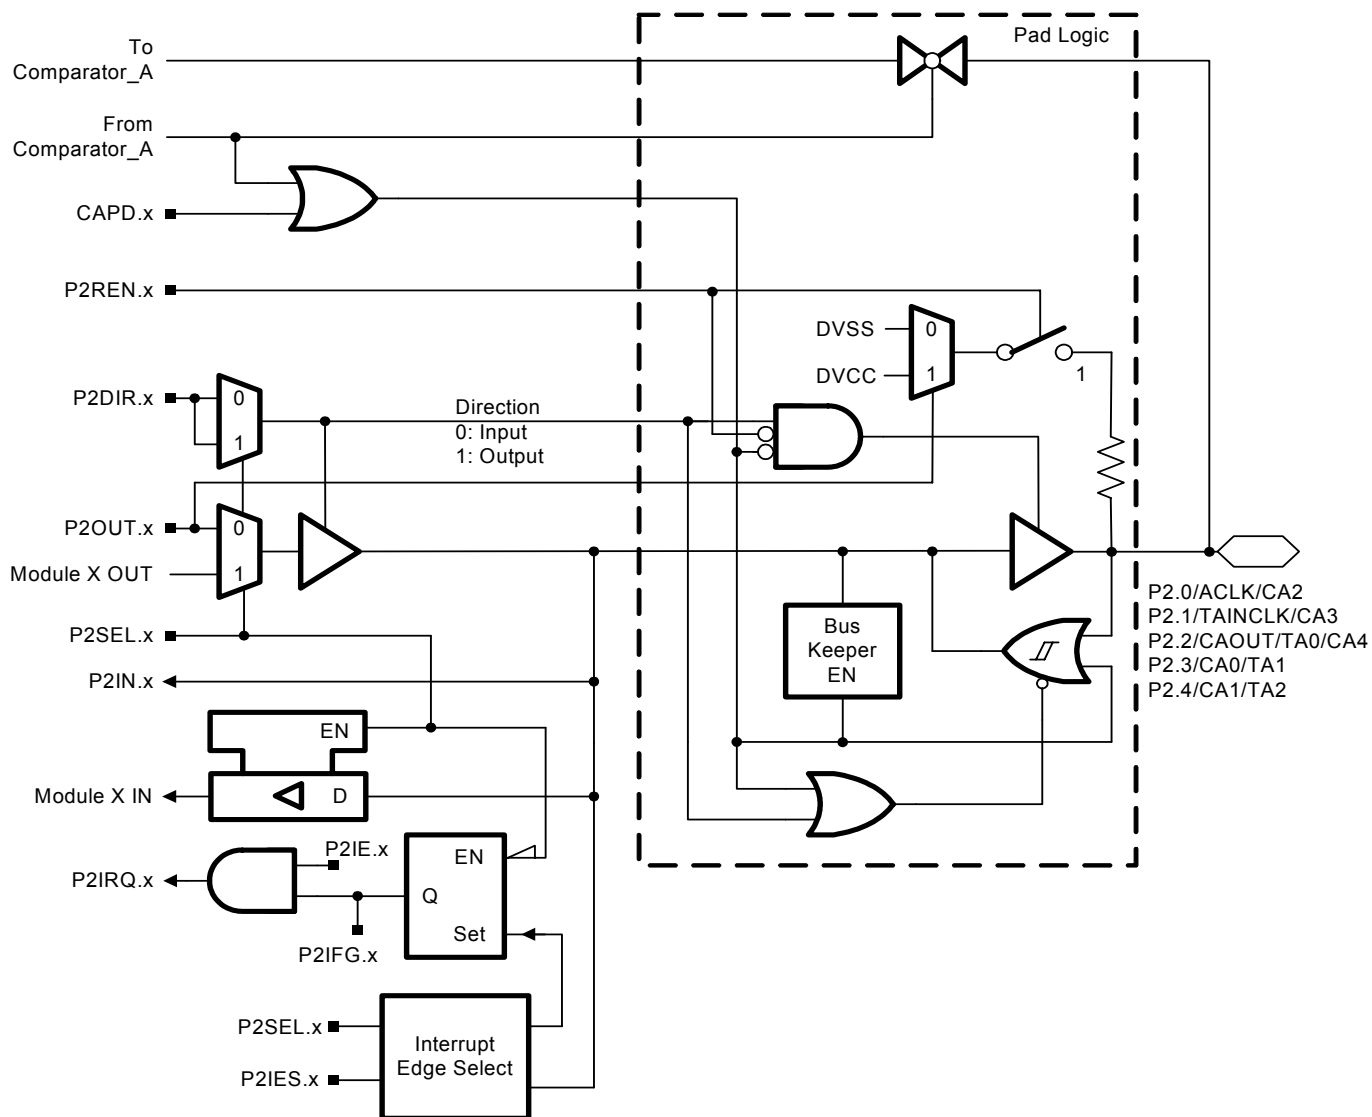 Pad Logic
To
Comparator_A
From
Comparator_A
CAPD.x
P2REN.x
DVSS
0
DVCC
1
1
P2DIR.x
0
1
Direction
0: Input
1: Output
P2OUT.x
0
Module X OUT
1
P2SEL.x
P2IN.x
Bus
Keeper
EN
P2.0/ACLK/CA2
P2.1/TAINCLK/CA3
P2.2/CAOUT/TA0/CA4
P2.3/CA0/TA1
P2.4/CA1/TA2
EN
Module X IN
D
P2IE.x
EN
P2IRQ.x
Q
Set
P2IFG.x
P2SEL.x
P2IES.x
Interrupt
Edge Select